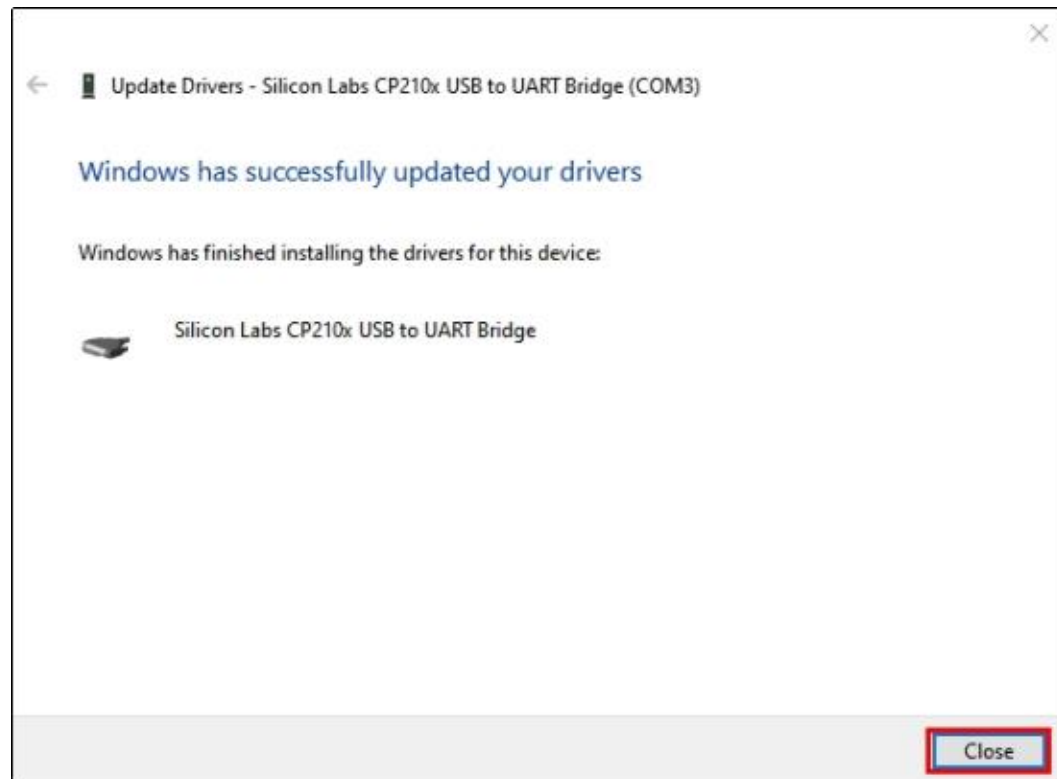 Update Drivers - Silicon Labs CP210x USB to UART Bridge (COM3)
Windows has successfully updated your drivers
Windows has finished installing the drivers for this device:
Silicon Labs CP210x USB to UART Bridge
Close